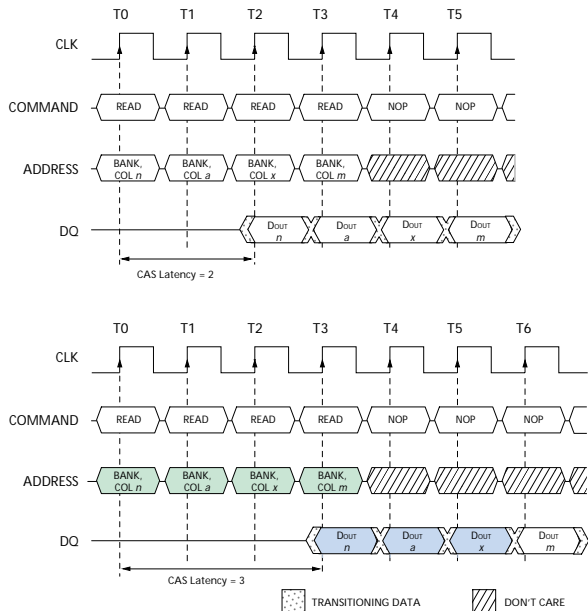 T0 T1 T2 T3 T4 T5
CLK
COMMAND READ READ READ READ NOP NOP
ADDRESS BANK, COL n BANK, COL a BANK, COL x BANK, COL m
DQ DOUT n DOUT a DOUT x DOUT m
CAS Latency = 2
T0 T1 T2 T3 T4 T5 T6
CLK
COMMAND READ READ READ READ NOP NOP NOP
ADDRESS BANK, COL n BANK, COL a BANK, COL x BANK, COL m
DQ DOUT n DOUT a DOUT x DOUT m
CAS Latency = 3
TRANSITIONING DATA DON'T CARE